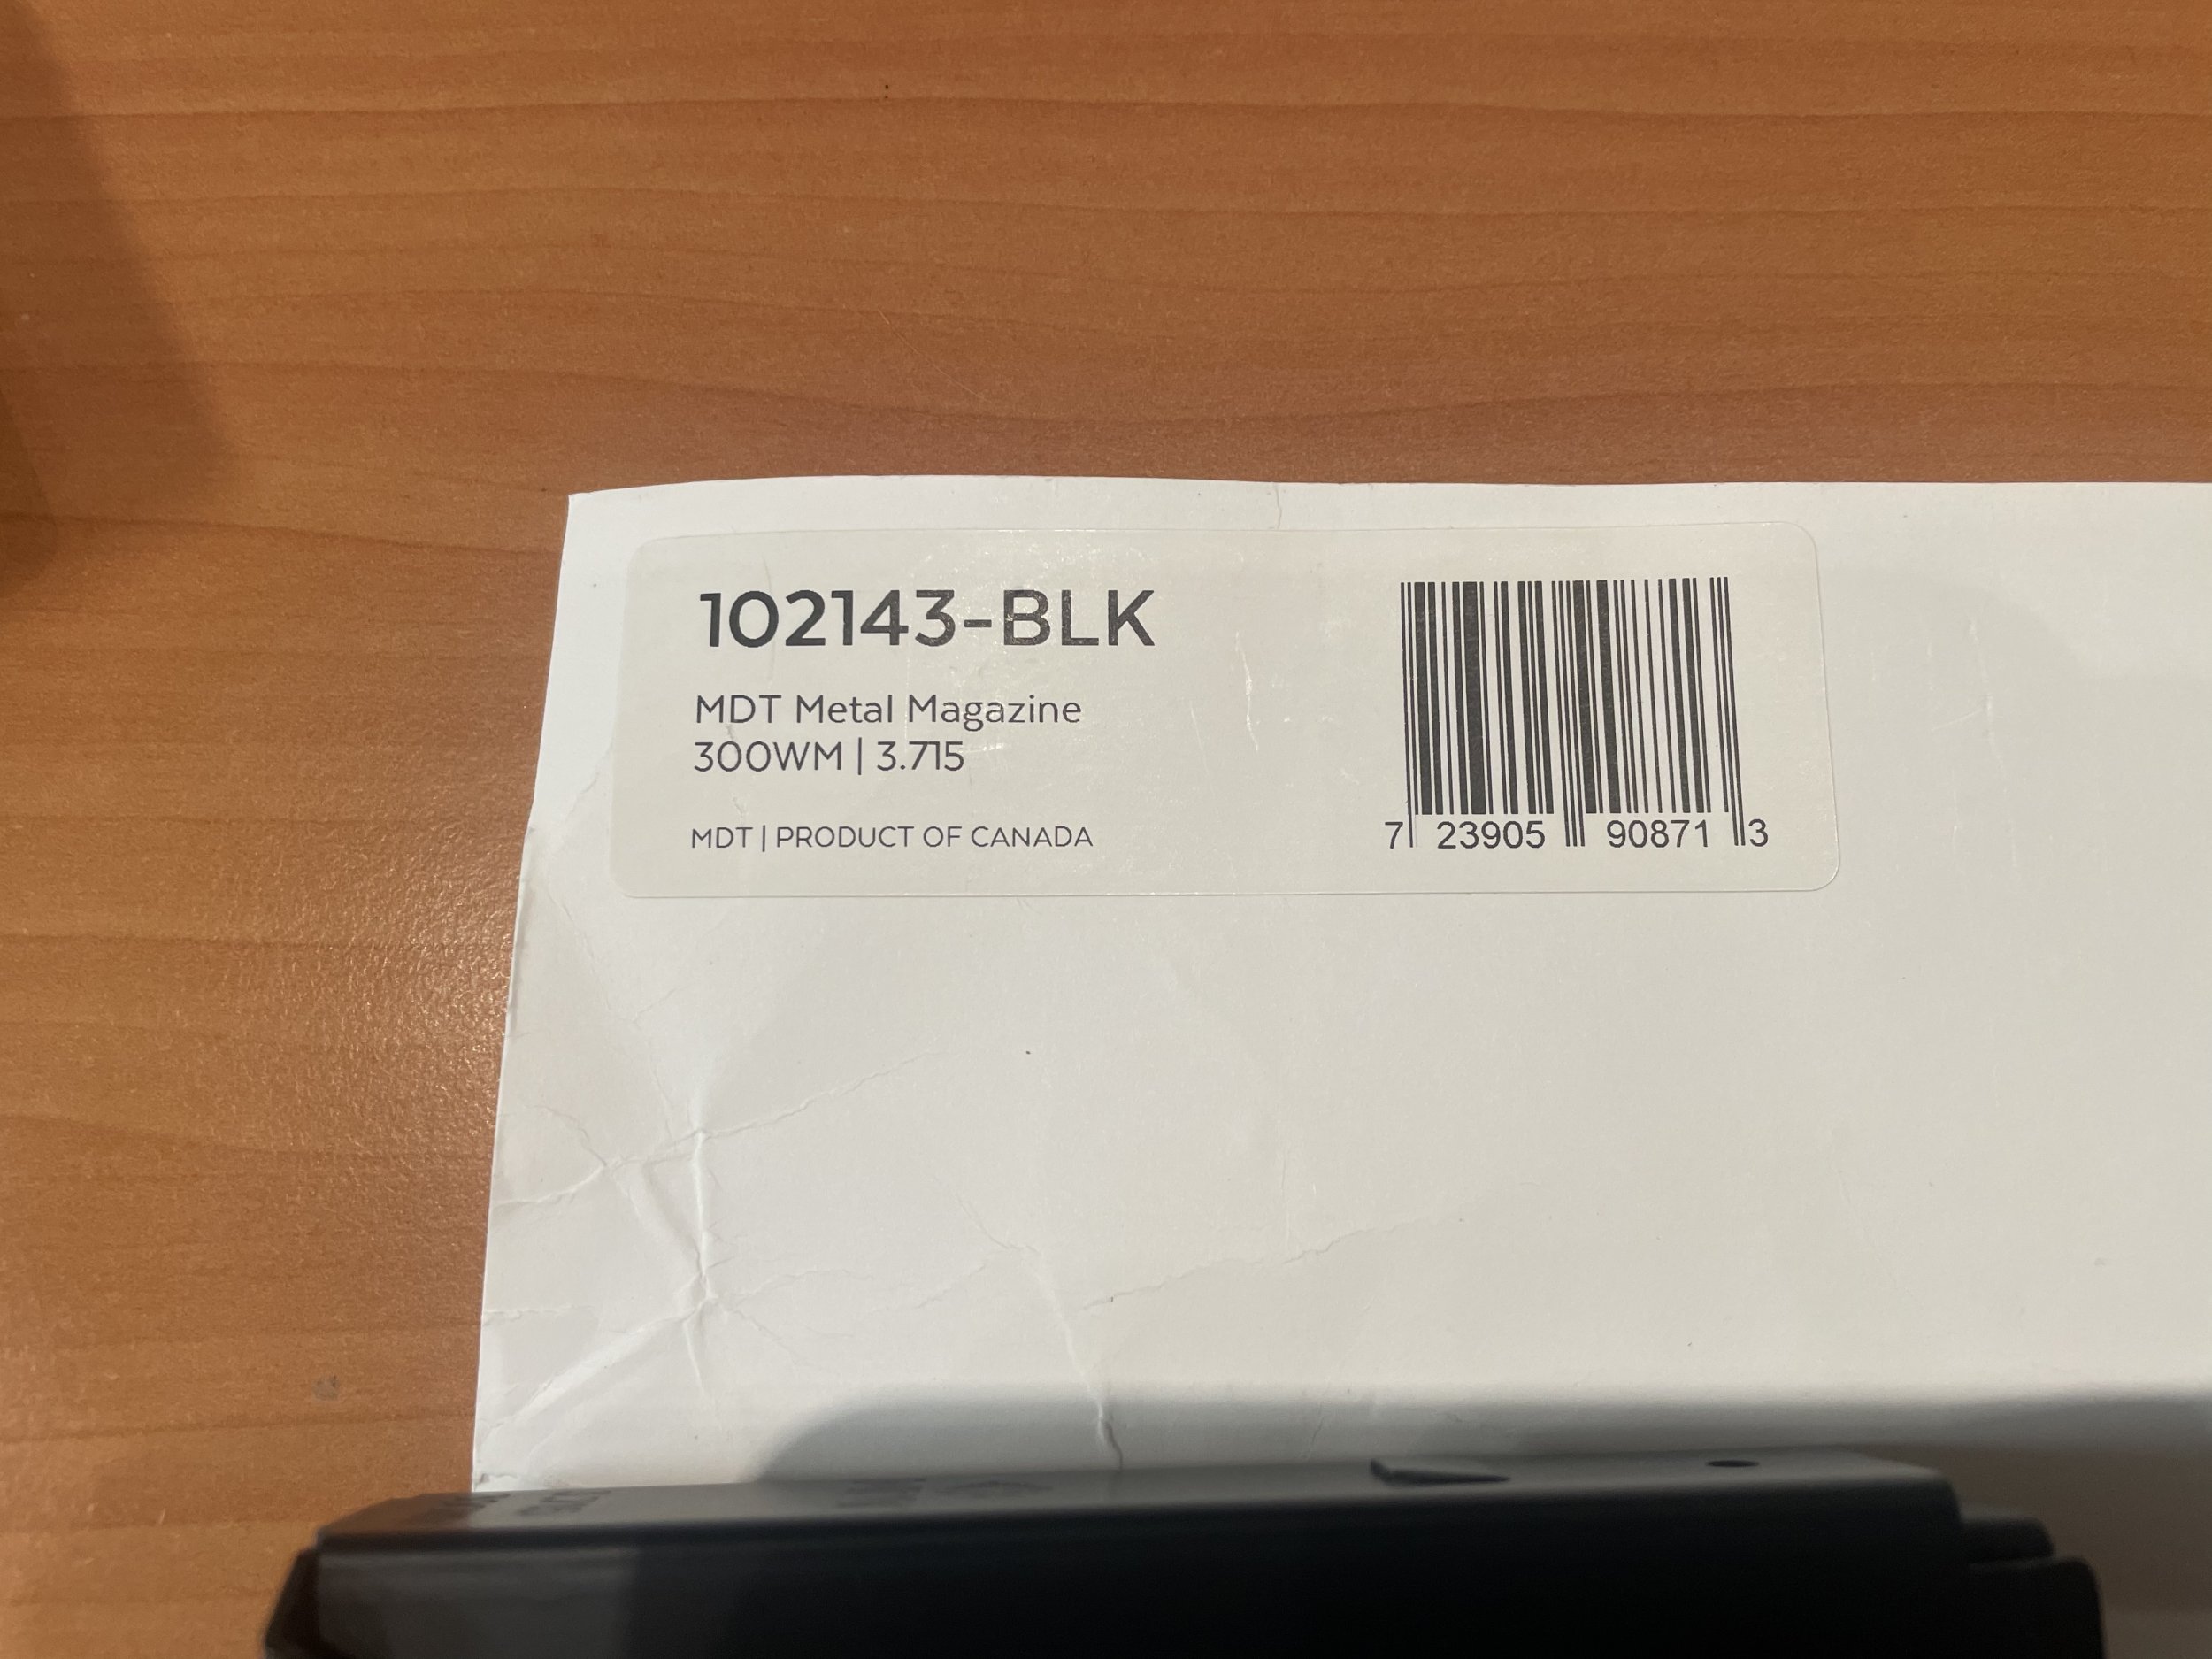 102143-BLK
MDT Metal Magazine
300WM | 3.715
MDT | PRODUCT OF CANADA
7 23905 90871 3